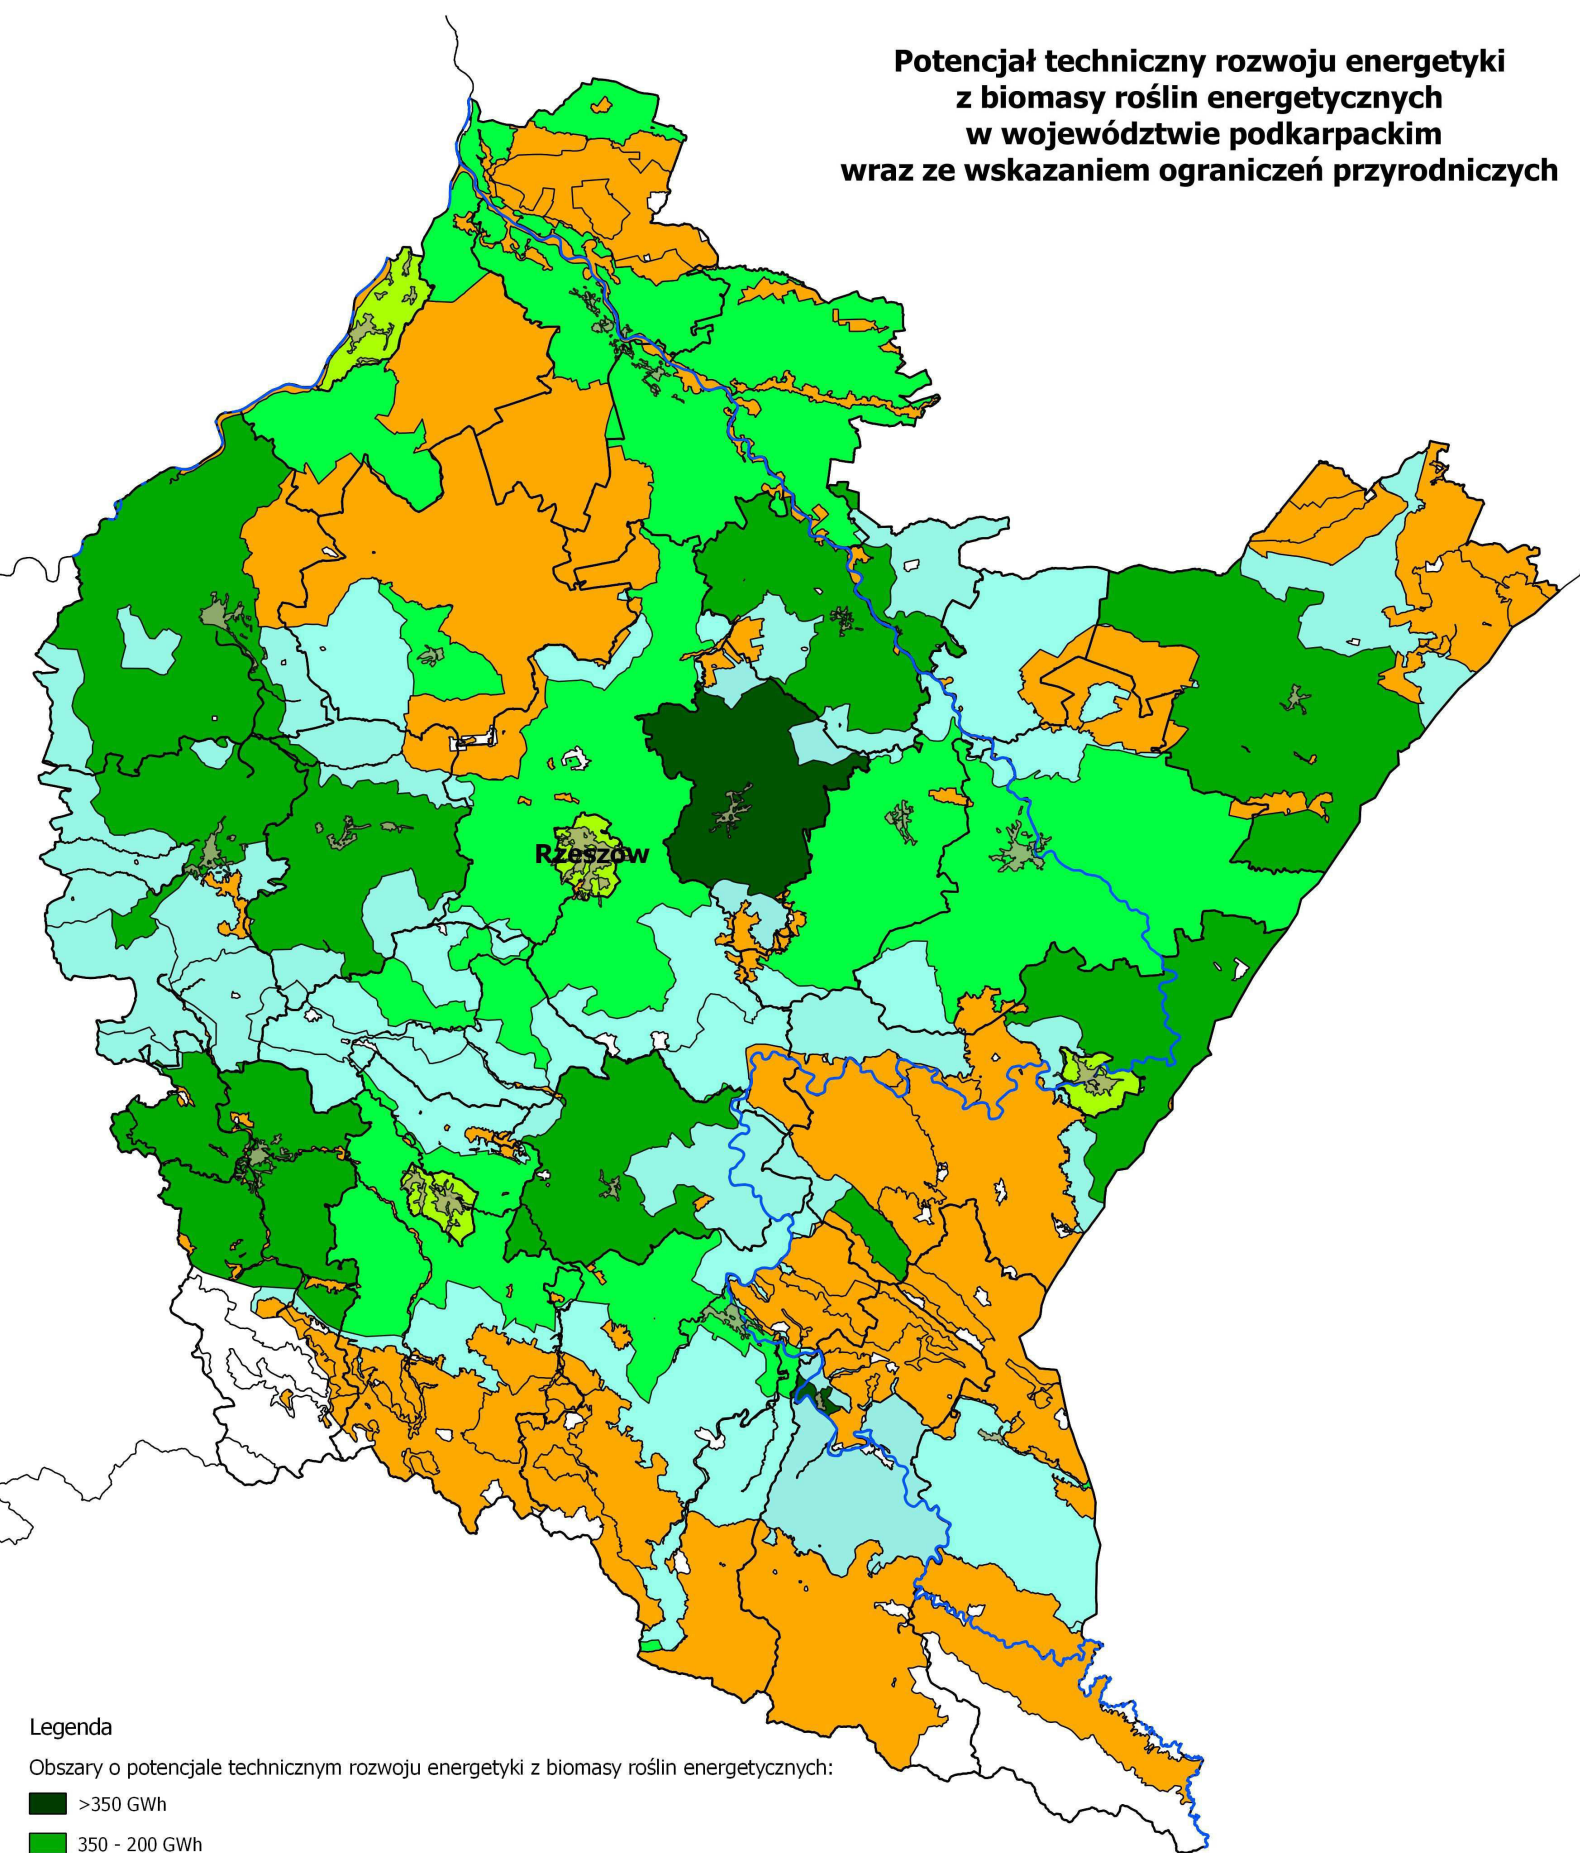 Potencjał techniczny rozwoju energetyki
z biomasy roślin energetycznych
w województwie podkarpackim
wraz ze wskazaniem ograniczeń przyrodniczych
Rzeszów
Legenda
Obszary o potencjale technicznym rozwoju energetyki z biomasy roślin energetycznych:
>350 GWh
350 - 200 GWh